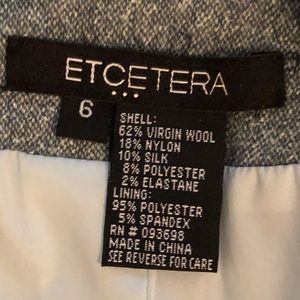 ETCETERA
6
SHELL:
62% VIRGIN WOOL
18% NYLON
10% SILK
8% POLYESTER
2% ELASTANE
LINING:
95% POLYESTER
5% SPANDEX
RN # 093698
MADE IN CHINA
SEE REVERSE FOR CARE